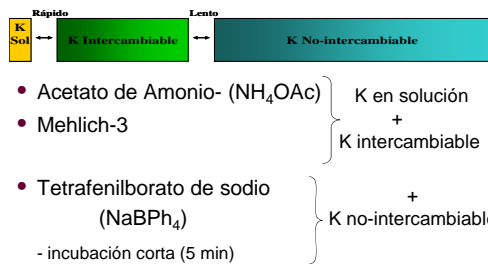 Rápido
Lento
K
Sol
K Intercambiable
K No-intercambiable
• Acetato de Amonio- (NH₄OAc)
• Mehlich-3
K en solución
+
K intercambiable
• Tetrafenilborato de sodio
(NaBPh₄)
- incubación corta (5 min)
+
K no-intercambiable